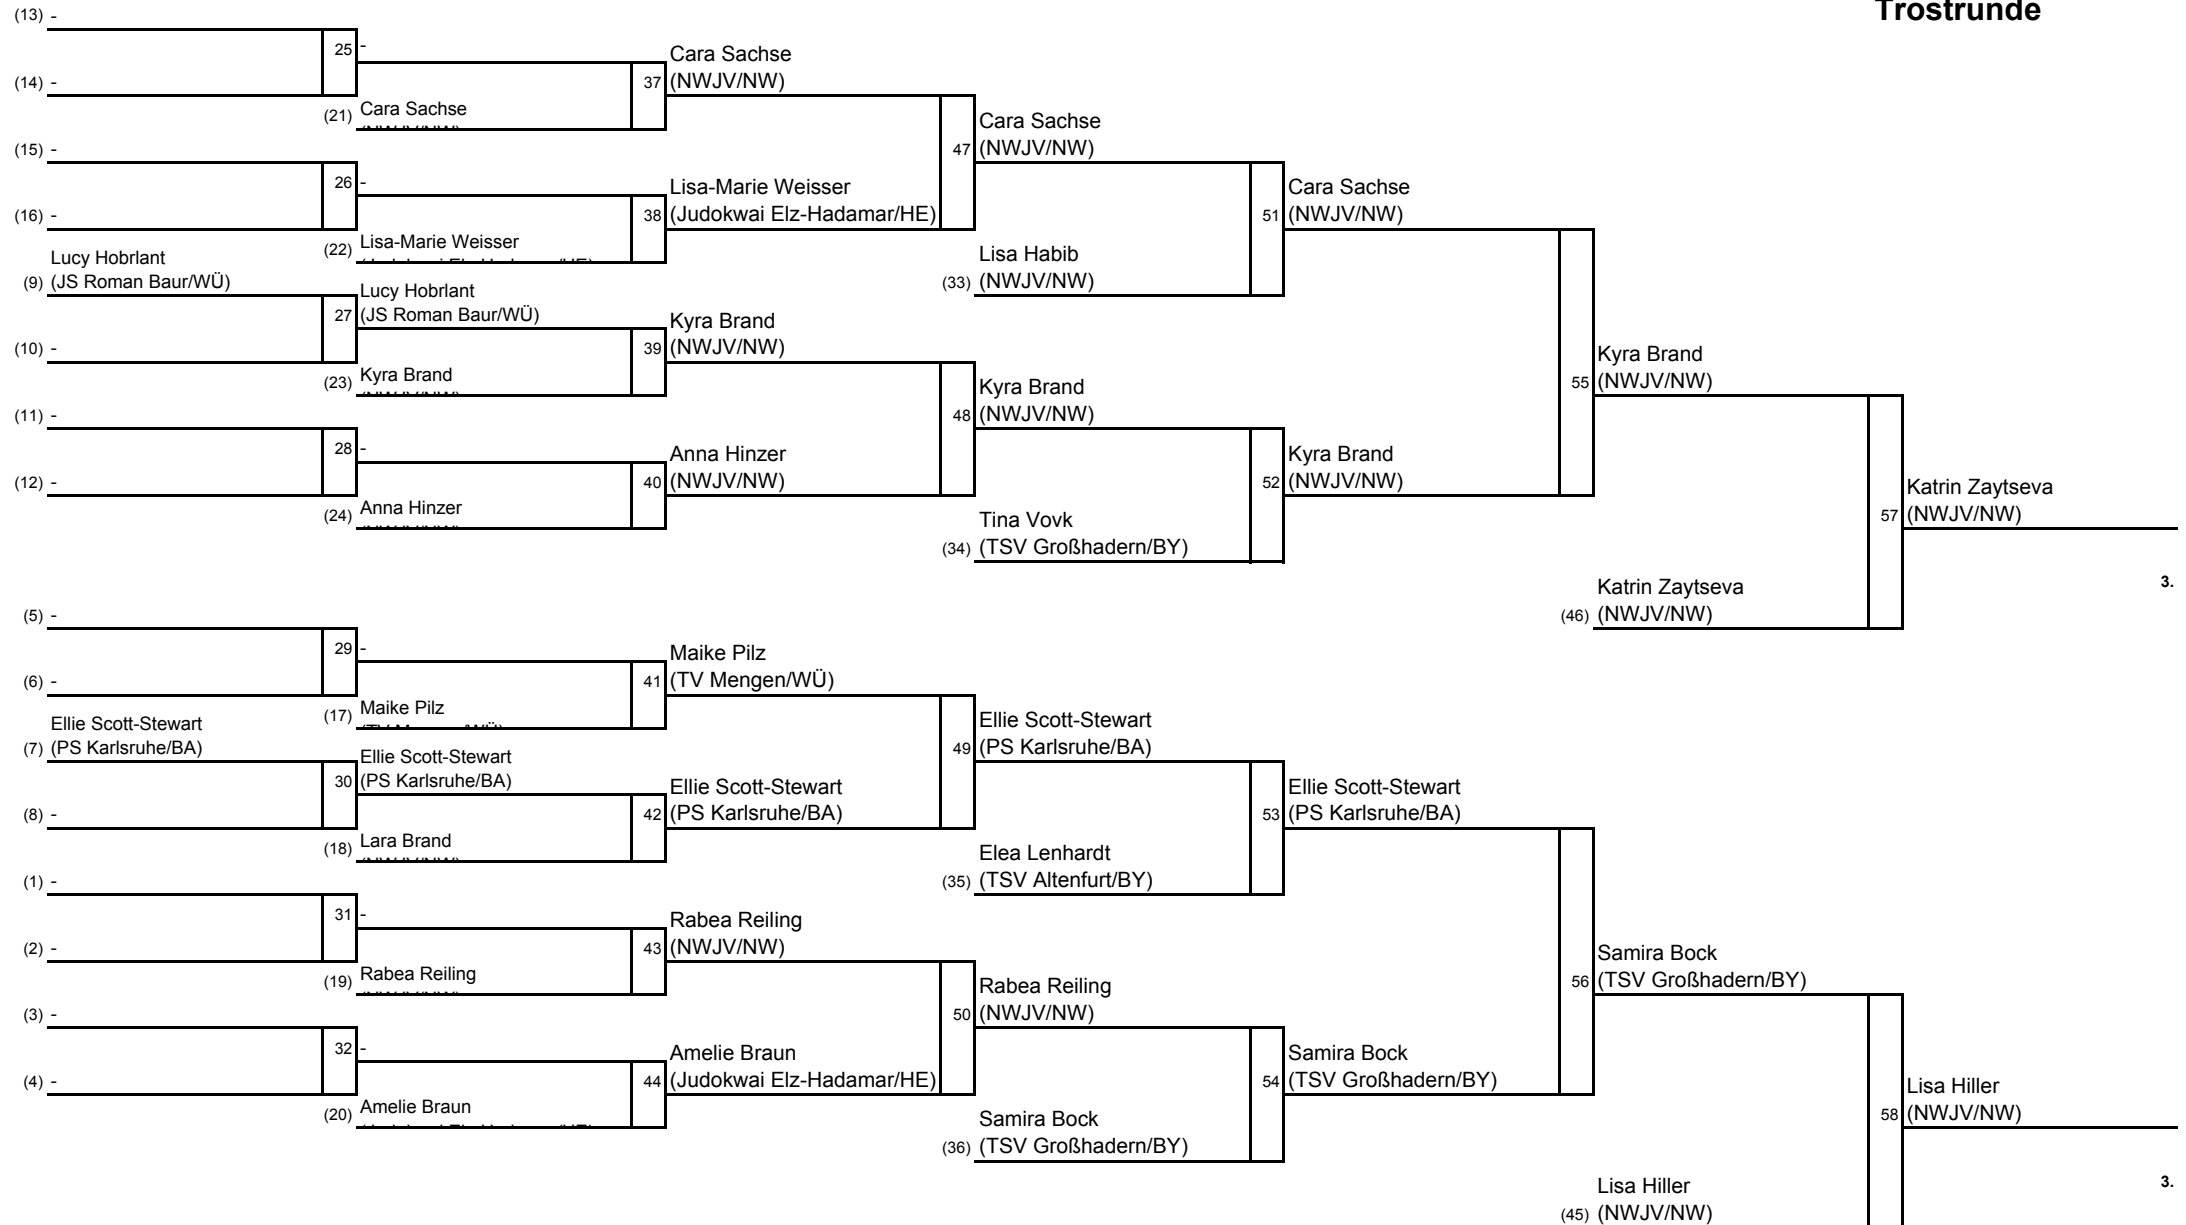 Trostrunde
(13) -
25 -
Cara Sachse
37 (NWJV/NW)
(14) -
(21) Cara Sachse
Cara Sachse
47 (NWJV/NW)
(15) -
26 -
Lisa-Marie Weisser
38 (Judokwai Elz-Hadamar/HE)
Cara Sachse
51 (NWJV/NW)
(16) -
(22) Lisa-Marie Weisser
Lucy Hobrlant
(9) (JS Roman Baur/WÜ)
Lisa Habib
(33) (NWJV/NW)
Lucy Hobrlant
27 (JS Roman Baur/WÜ)
Kyra Brand
39 (NWJV/NW)
(10) -
Kyra Brand
55 (NWJV/NW)
(23) Kyra Brand
Kyra Brand
48 (NWJV/NW)
(11) -
28 -
Anna Hinzer
40 (NWJV/NW)
Kyra Brand
52 (NWJV/NW)
(12) -
(24) Anna Hinzer
Katrin Zaytseva
57 (NWJV/NW)
Tina Vovk
(34) (TSV Großhadern/BY)
3.
Katrin Zaytseva
(46) (NWJV/NW)
(5) -
29 -
Maike Pilz
41 (TV Mengen/WÜ)
(6) -
(17) Maike Pilz
Ellie Scott-Stewart
(7) (PS Karlsruhe/BA)
Ellie Scott-Stewart
49 (PS Karlsruhe/BA)
Ellie Scott-Stewart
30 (PS Karlsruhe/BA)
Ellie Scott-Stewart
42 (PS Karlsruhe/BA)
Ellie Scott-Stewart
53 (PS Karlsruhe/BA)
(8) -
(18) Lara Brand
Elea Lenhardt
(35) (TSV Altenfurt/BY)
(1) -
31 -
Rabea Reiling
43 (NWJV/NW)
(2) -
Samira Bock
56 (TSV Großhadern/BY)
(19) Rabea Reiling
Rabea Reiling
50 (NWJV/NW)
(3) -
32 -
Amelie Braun
44 (Judokwai Elz-Hadamar/HE)
Samira Bock
54 (TSV Großhadern/BY)
(4) -
(20) Amelie Braun
Lisa Hiller
58 (NWJV/NW)
Samira Bock
(36) (TSV Großhadern/BY)
3.
Lisa Hiller
(45) (NWJV/NW)